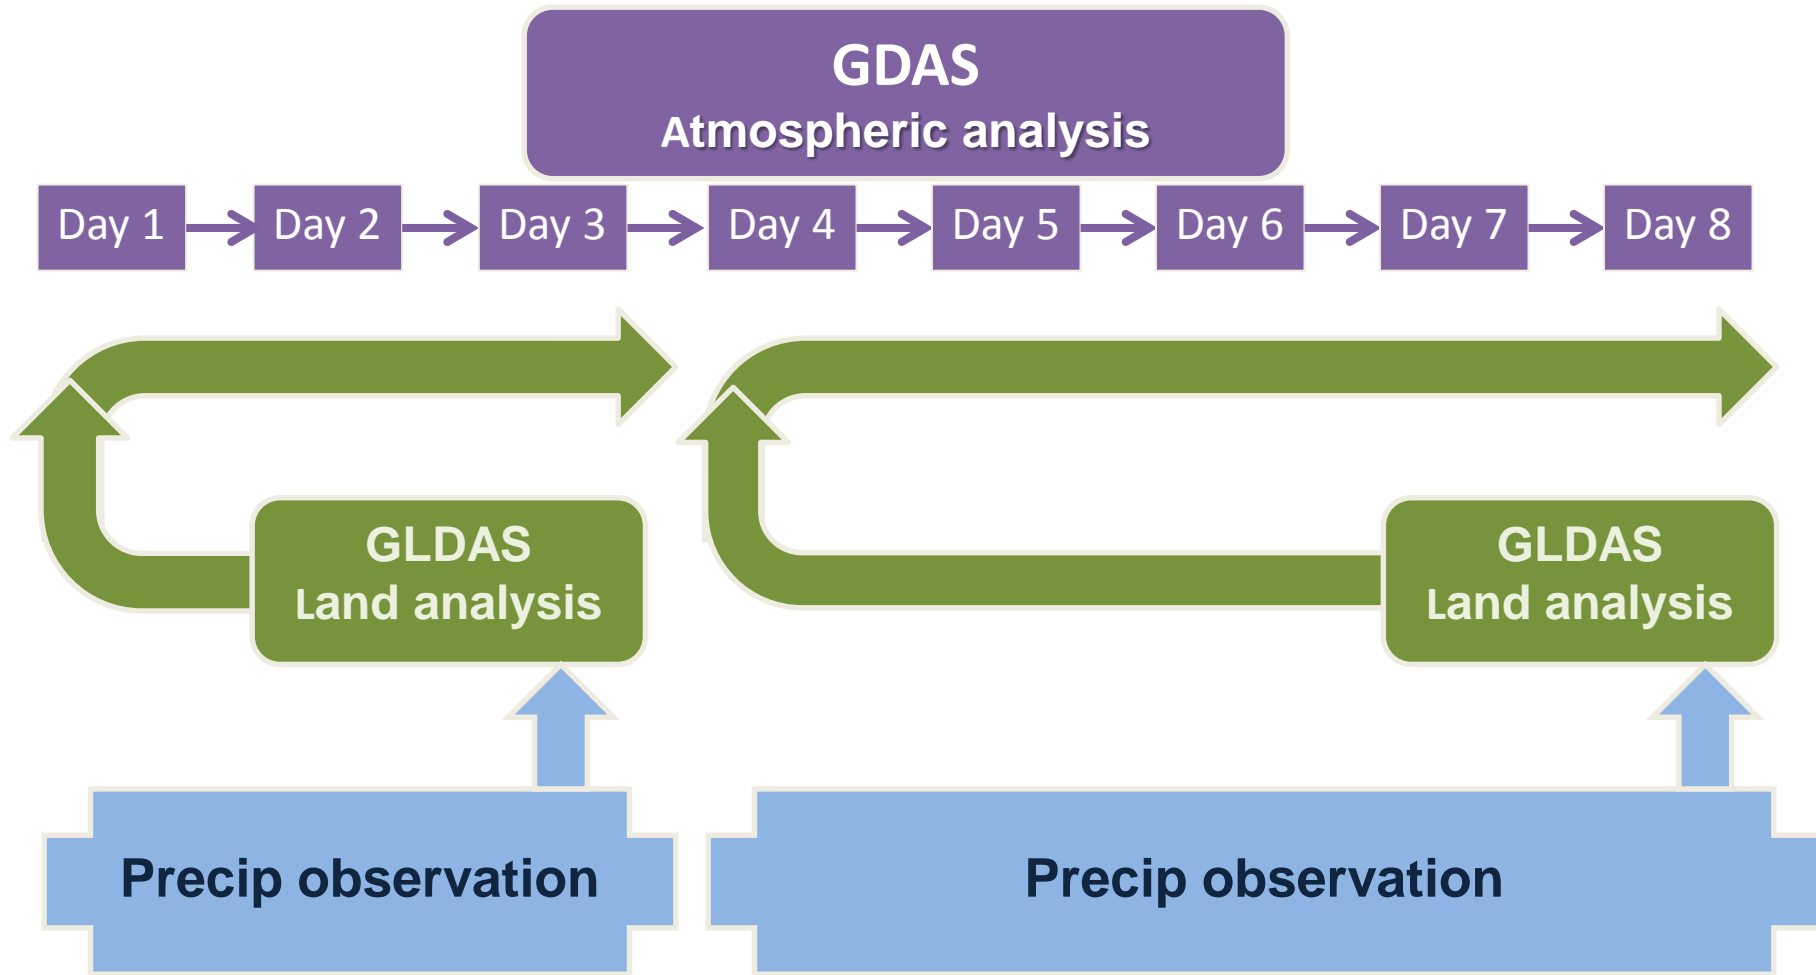 GDAS
Atmospheric analysis
Day 1 Day 2 Day 3 Day 4 Day 5 Day 6 Day 7 Day 8
GLDAS
Land analysis
GLDAS
Land analysis
Precip observation
Precip observation